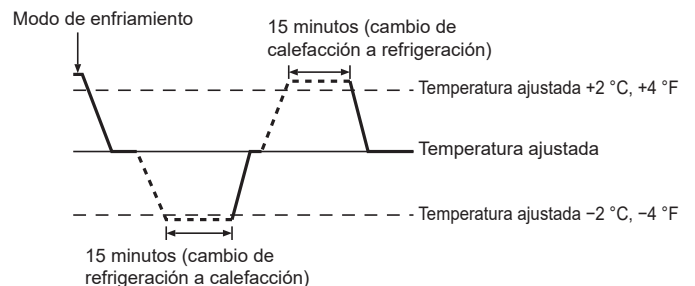 Modo de enfriamiento
15 minutos (cambio de
calefacción a refrigeración)
Temperatura ajustada +2 °C, +4 °F
Temperatura ajustada
Temperatura ajustada −2 °C, −4 °F
15 minutos (cambio de
refrigeración a calefacción)